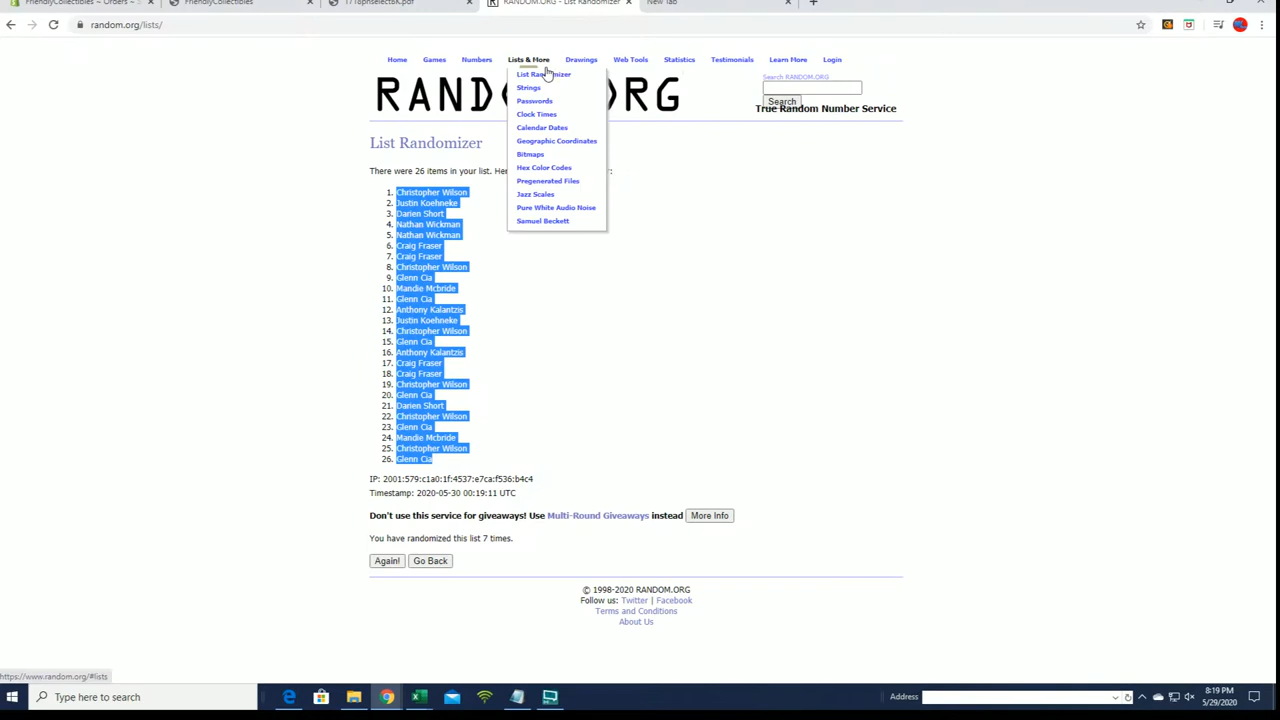 FriendlyCollectibles – Orders – S
FriendlyCollectibles
RANDOM.ORG - List Randomizer
New Tab
random.org/lists/
Home Games Numbers Lists & More Drawings Web Tools Statistics Testimonials Learn More Login
List Randomizer
Strings
Passwords
Clock Times
Calendar Dates
Geographic Coordinates
Bitmaps
Hex Color Codes
Pregenerated Files
Jazz Scales
Pure White Audio Noise
Samuel Beckett
Search RANDOM.ORG
Search
True Random Number Service
List Randomizer
There were 26 items in your list.
1. Christopher Wilson
2. Justin Koehneke
3. Darien Short
4. Nathan Wickman
5. Nathan Wickman
6. Craig Fraser
7. Craig Fraser
8. Christopher Wilson
9. Glenn Cia
10. Mandie Mcbride
11. Glenn Cia
12. Anthony Kalantzis
13. Justin Koehneke
14. Christopher Wilson
15. Glenn Cia
16. Anthony Kalantzis
17. Craig Fraser
18. Craig Fraser
19. Christopher Wilson
20. Glenn Cia
21. Darien Short
22. Christopher Wilson
23. Glenn Cia
24. Mandie Mcbride
25. Christopher Wilson
26. Glenn Cia
IP: 2001:579:c1a0:1f:4537:e7ca:f536:b4c4
Timestamp: 2020-05-30 00:19:11 UTC
Don't use this service for giveaways! Use Multi-Round Giveaways instead More Info
You have randomized this list 7 times.
Again! Go Back
© 1998-2020 RANDOM.ORG
Follow us: Twitter | Facebook
Terms and Conditions
About Us
https://www.random.org/#lists
Type here to search
Address
8:19 PM
5/29/2020